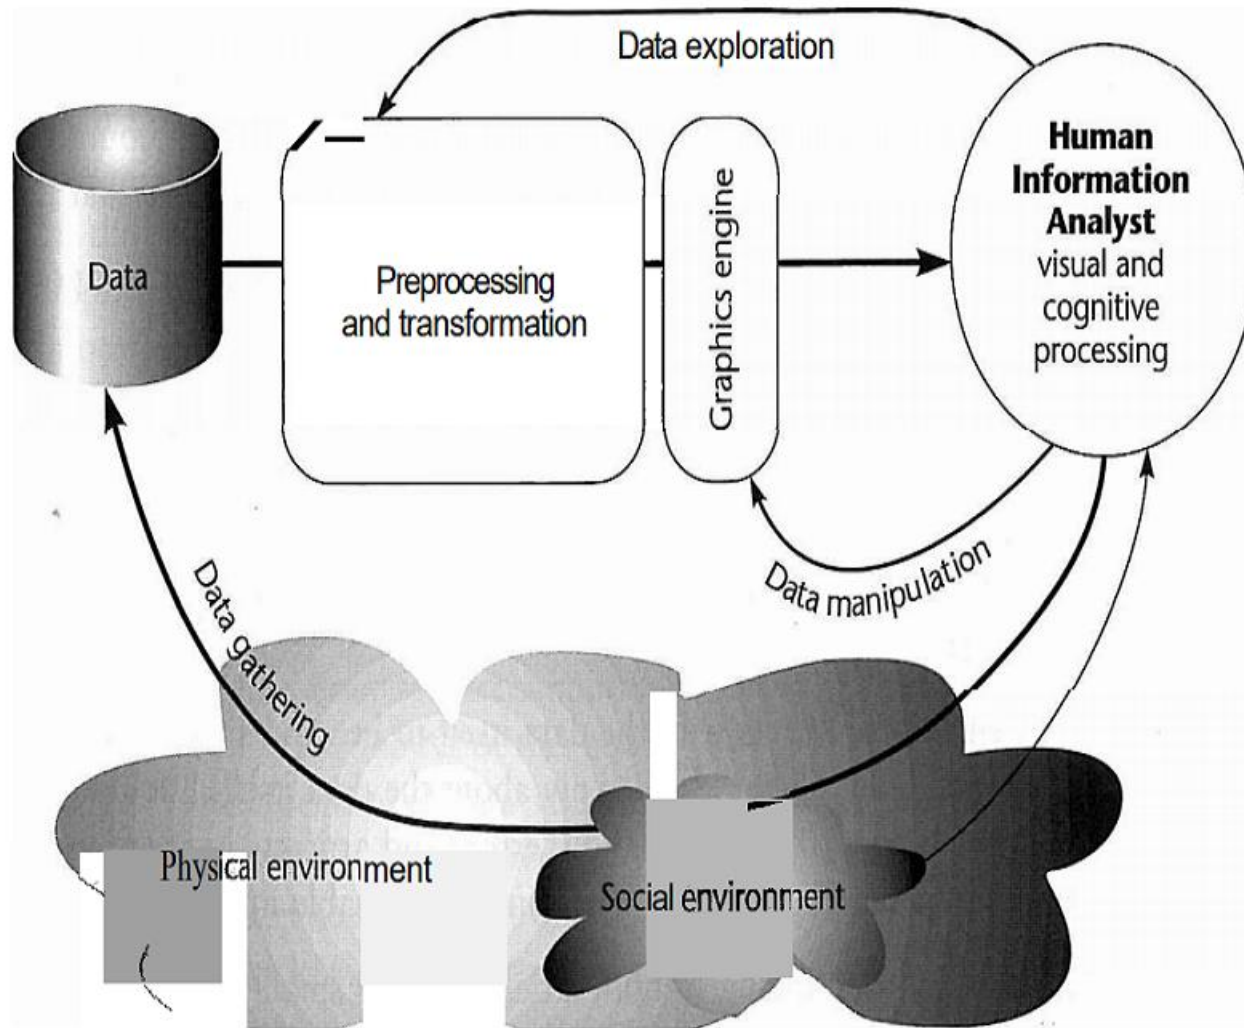 Data exploration
Human
Information
Analyst
visual and
cognitive
processing
Data
Preprocessing
and transformation
Graphics engine
Data manipulation
Data gathering
Physical environment
Social environment